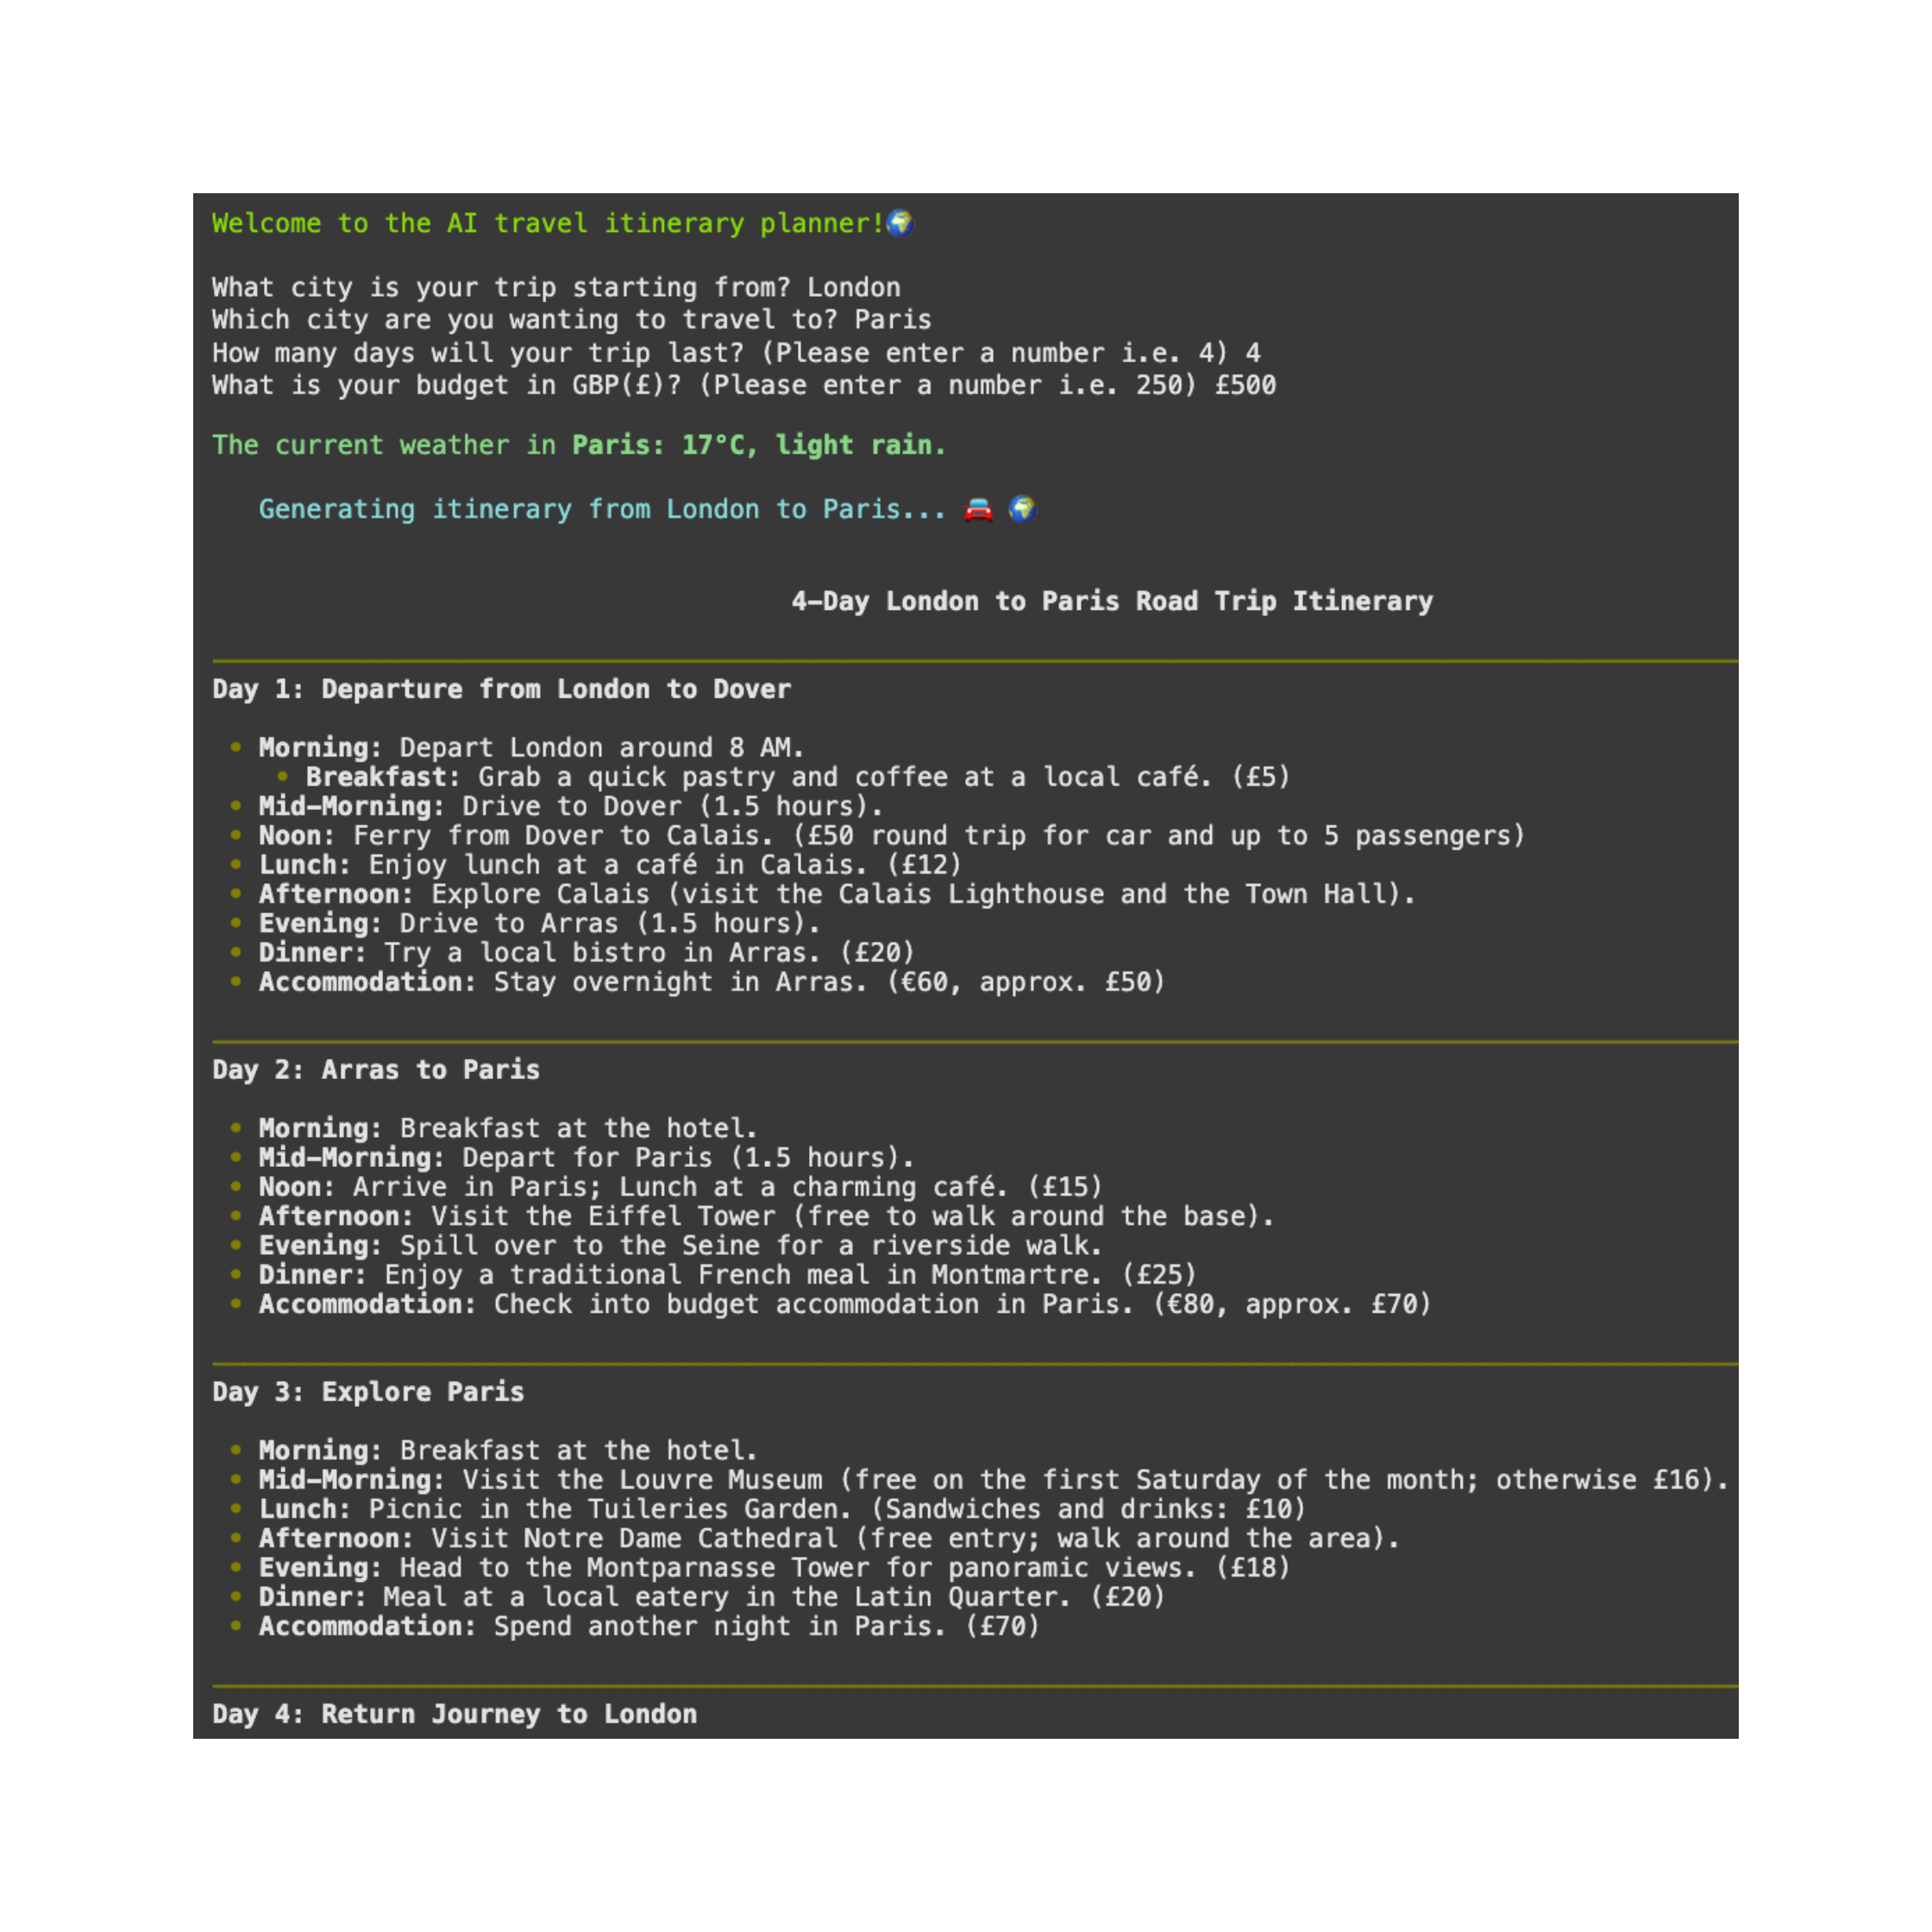 Welcome to the AI travel itinerary planner!🌍
What city is your trip starting from? London
Which city are you wanting to travel to? Paris
How many days will your trip last? (Please enter a number i.e. 4) 4
What is your budget in GBP(£)? (Please enter a number i.e. 250) £500
The current weather in Paris: 17°C, light rain.
Generating itinerary from London to Paris... 🚘 🌍
4-Day London to Paris Road Trip Itinerary
Day 1: Departure from London to Dover
• Morning: Depart London around 8 AM.
• Breakfast: Grab a quick pastry and coffee at a local café. (£5)
• Mid-Morning: Drive to Dover (1.5 hours).
• Noon: Ferry from Dover to Calais. (£50 round trip for car and up to 5 passengers)
• Lunch: Enjoy lunch at a café in Calais. (£12)
• Afternoon: Explore Calais (visit the Calais Lighthouse and the Town Hall).
• Evening: Drive to Arras (1.5 hours).
• Dinner: Try a local bistro in Arras. (£20)
• Accommodation: Stay overnight in Arras. (€60, approx. £50)
Day 2: Arras to Paris
• Morning: Breakfast at the hotel.
• Mid-Morning: Depart for Paris (1.5 hours).
• Noon: Arrive in Paris; Lunch at a charming café. (£15)
• Afternoon: Visit the Eiffel Tower (free to walk around the base).
• Evening: Spill over to the Seine for a riverside walk.
• Dinner: Enjoy a traditional French meal in Montmartre. (£25)
• Accommodation: Check into budget accommodation in Paris. (€80, approx. £70)
Day 3: Explore Paris
• Morning: Breakfast at the hotel.
• Mid-Morning: Visit the Louvre Museum (free on the first Saturday of the month; otherwise £16).
• Lunch: Picnic in the Tuileries Garden. (Sandwiches and drinks: £10)
• Afternoon: Visit Notre Dame Cathedral (free entry; walk around the area).
• Evening: Head to the Montparnasse Tower for panoramic views. (£18)
• Dinner: Meal at a local eatery in the Latin Quarter. (£20)
• Accommodation: Spend another night in Paris. (£70)
Day 4: Return Journey to London